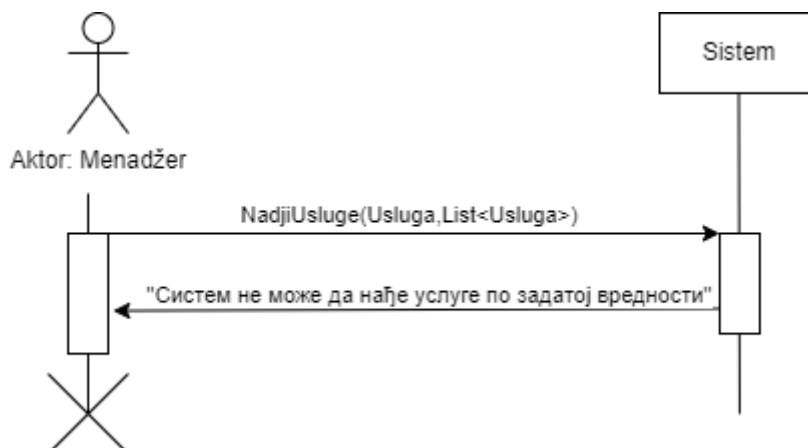 Sistem
Aktor: Menadžer
NadjiUsluge(Usluga,List<Usluga>)
"Систем не може да нађе услуге по задатој вредности"